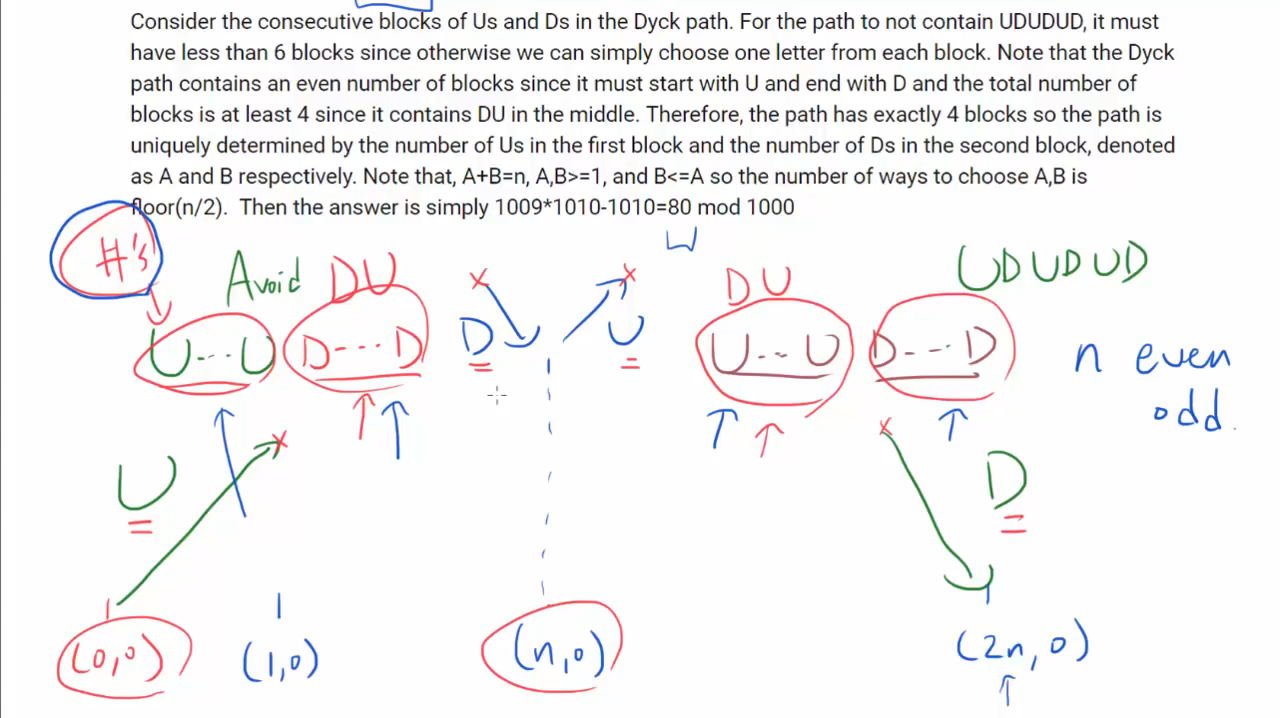 Consider the consecutive blocks of Us and Ds in the Dyck path. For the path to not contain UDUDUD, it must
have less than 6 blocks since otherwise we can simply choose one letter from each block. Note that the Dyck
path contains an even number of blocks since it must start with U and end with D and the total number of
blocks is at least 4 since it contains DU in the middle. Therefore, the path has exactly 4 blocks so the path is
uniquely determined by the number of Us in the first block and the number of Ds in the second block, denoted
as A and B respectively. Note that, A+B=n, A,B>=1, and B<=A so the number of ways to choose A,B is
floor(n/2). Then the answer is simply 1009*1010-1010=80 mod 1000
#'s Avoid DU DU UDUDUD
U---U D---D D U U---U D---D n even
odd
U D
(0,0) (1,0) (n,0) (2n,0)